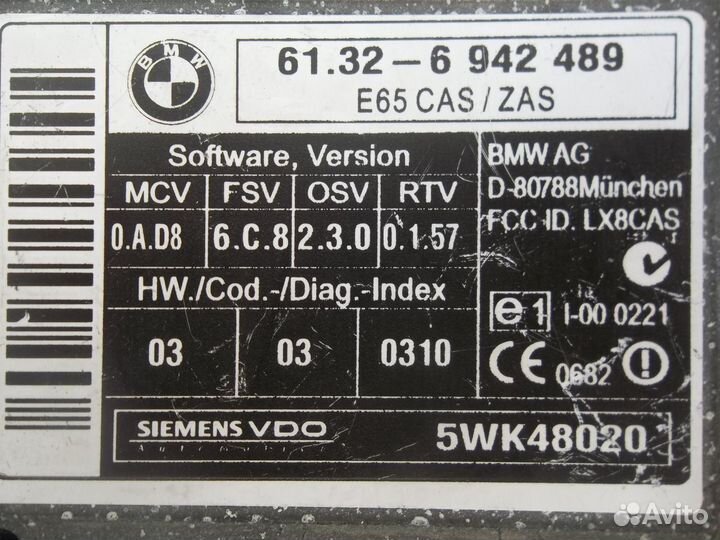 BMW
61.32-6 942 489
E65 CAS/ZAS
Software, Version
MCV FSV OSV RTV
0.A.D8 6.C.8 2.3.0 0.1.57
HW./Cod.-/Diag.-Index
03 03 0310
BMW AG
D-80788München
FCC ID. LX8CAS
e1 I-00 0221
CE 0682
SIEMENS VDO
Automotive
5WK48020
Avito